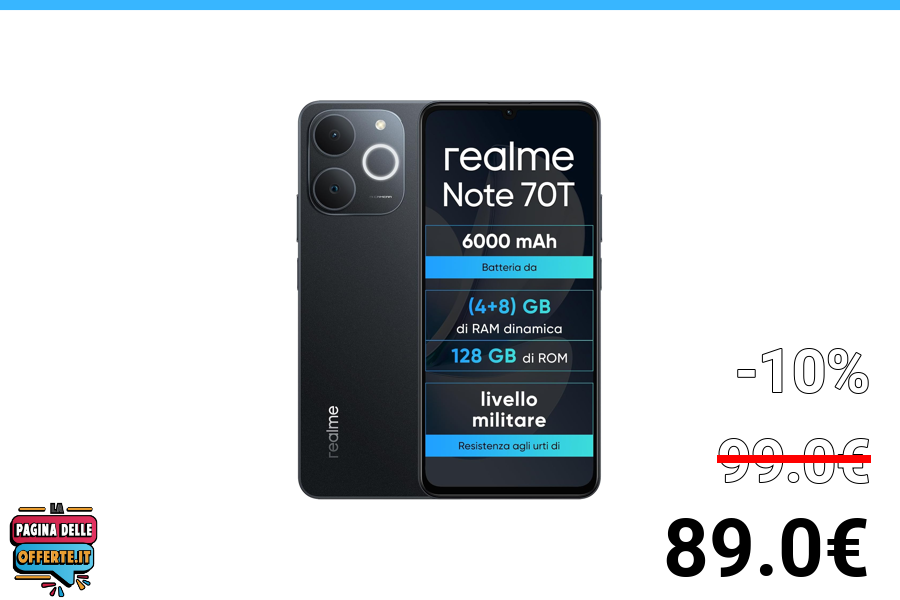 realme
Note 70T
6000 mAh
Batteria da
(4+8) GB
di RAM dinamica
128 GB di ROM
livello
militare
Resistenza agli urti di
realme
-10%
99.0€
89.0€
LA
PAGINA DELLE
OFFERTE.IT